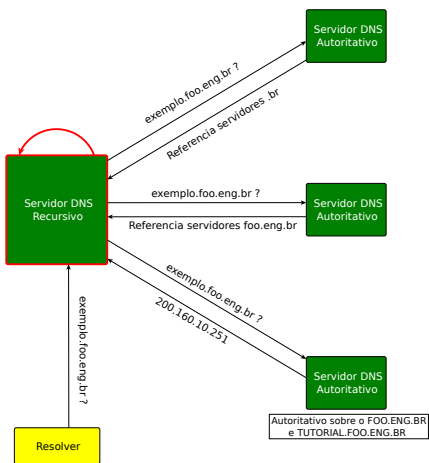 Servidor DNS
Autoritativo
exemplo.foo.eng.br ?
Referencia servidores .br
Servidor DNS
Recursivo
exemplo.foo.eng.br ?
Referencia servidores foo.eng.br
Servidor DNS
Autoritativo
exemplo.foo.eng.br ?
200.160.10.251
exemplo.foo.eng.br ?
Servidor DNS
Autoritativo
Autoritativo sobre o FOO.ENG.BR
e TUTORIAL.FOO.ENG.BR
Resolver